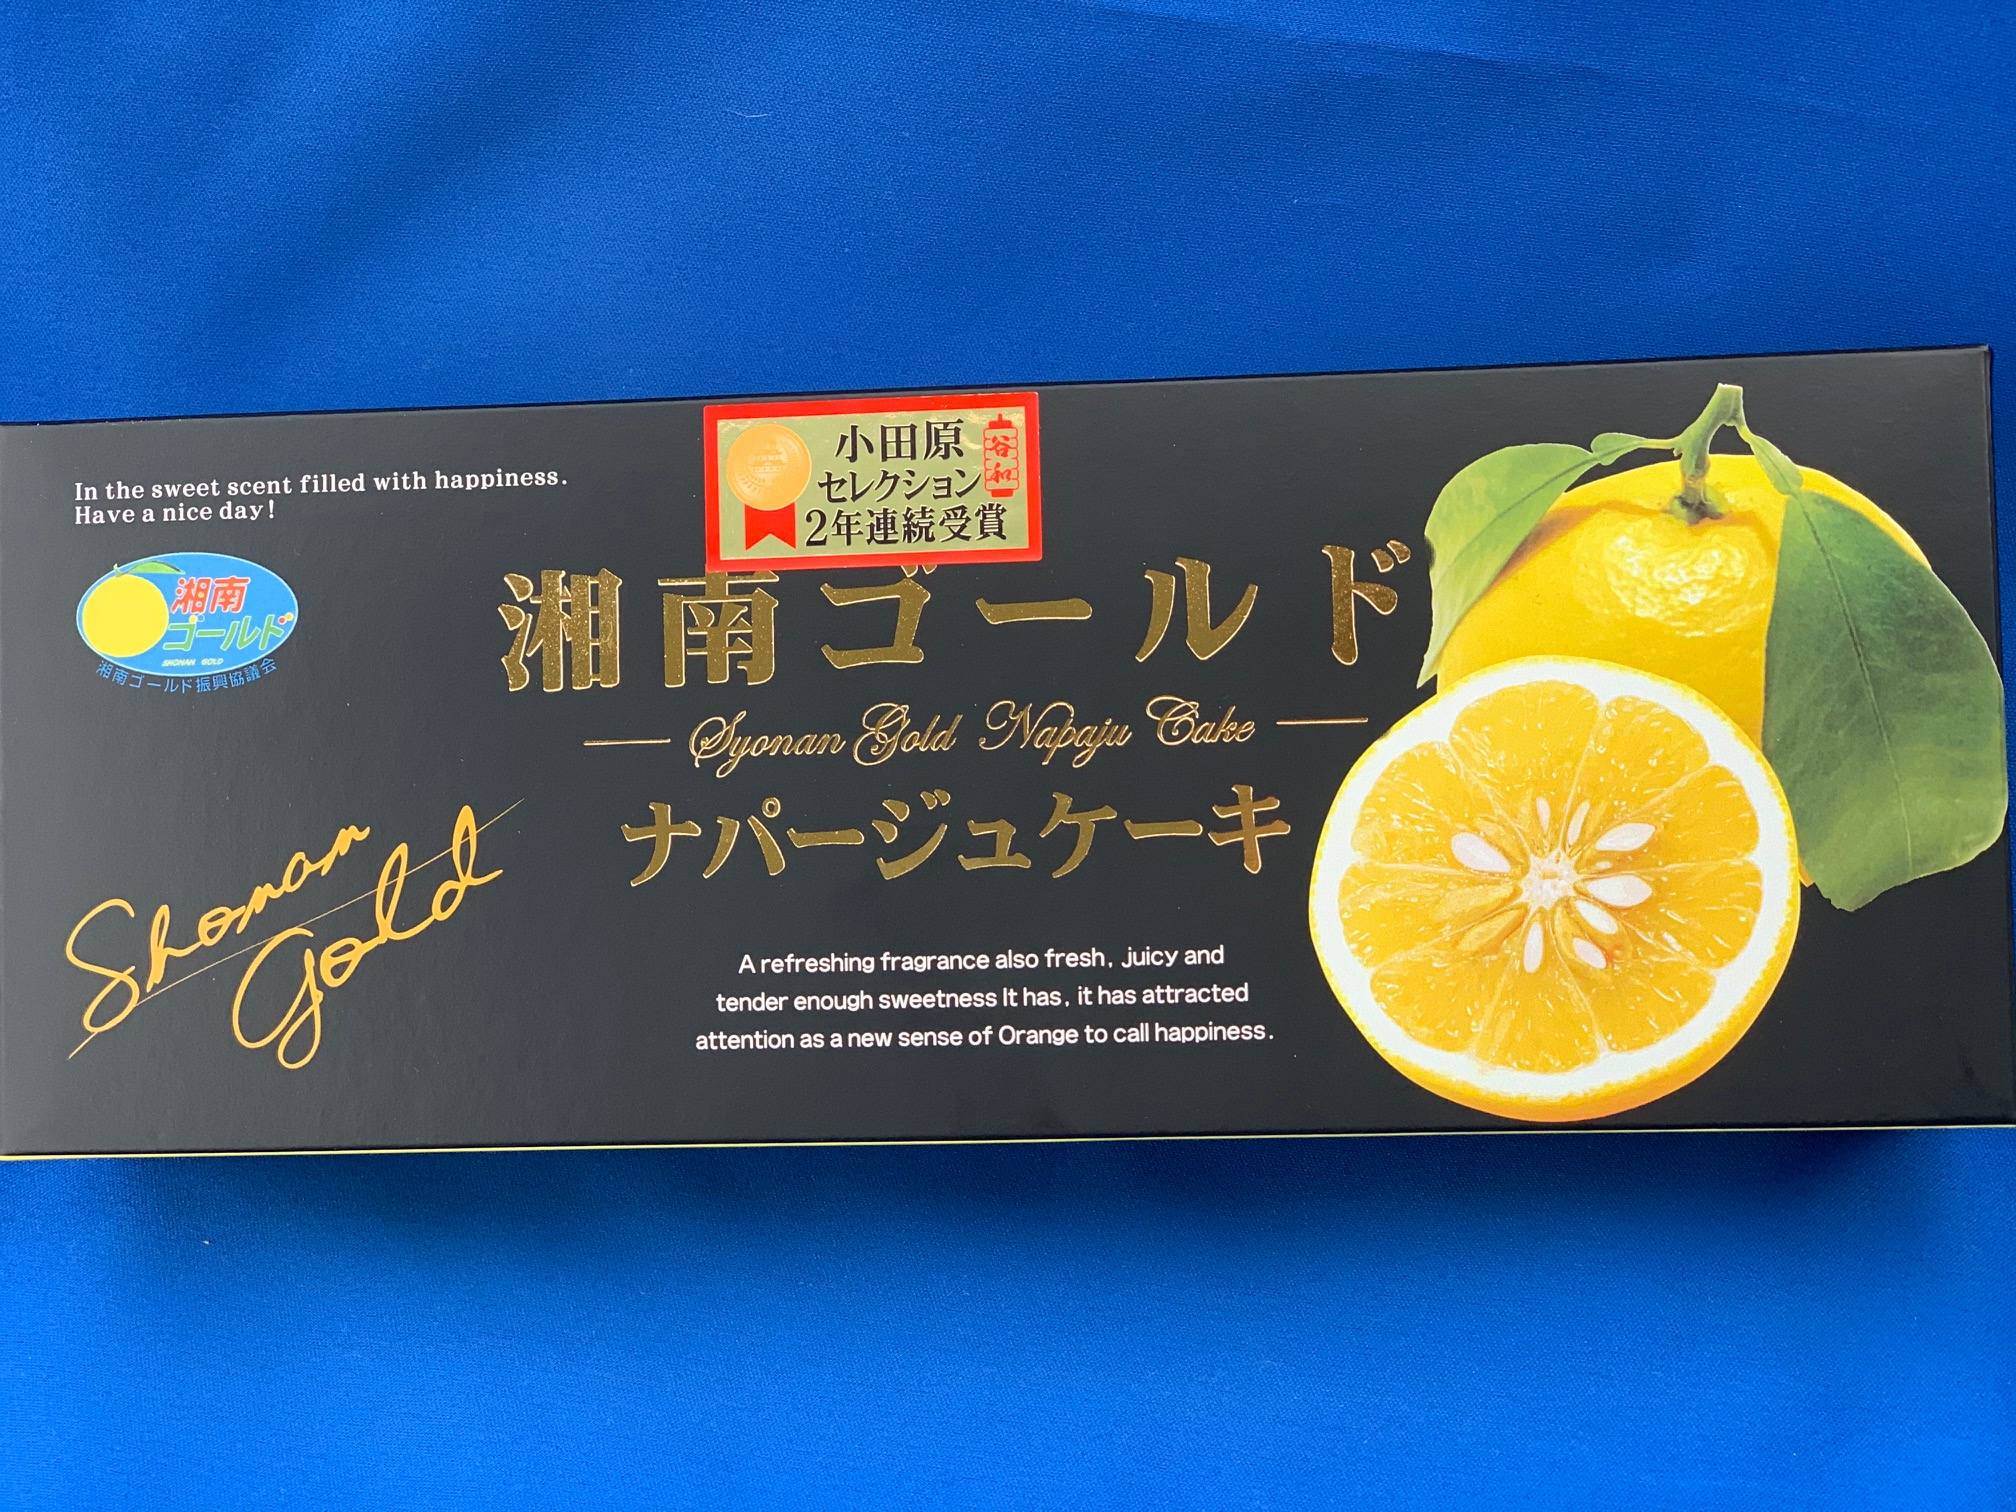 In the sweet scent filled with happiness.
Have a nice day!
小田原
セレクション
2年連続受賞
谷和
湘南
ゴールド
SHONAN GOLD
湘南ゴールド振興協議会
湘南ゴールド
Syonan Gold Napaju Cake
ナパージュケーキ
Shonan
Gold
A refreshing fragrance also fresh, juicy and
tender enough sweetness It has, it has attracted
attention as a new sense of Orange to call happiness.